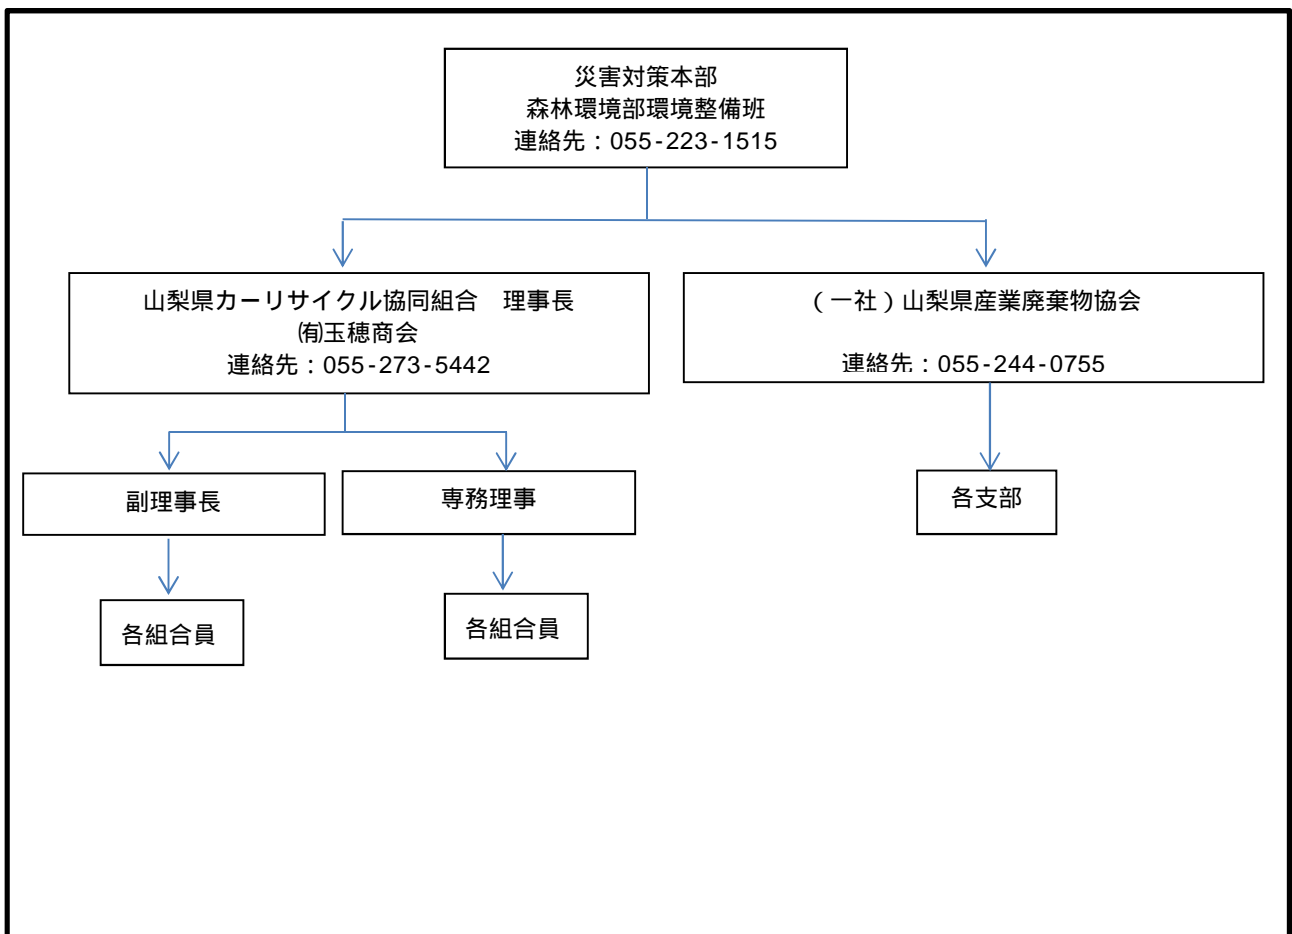 災害対策本部
森林環境部環境整備班
連絡先：055-223-1515
山梨県カーリサイクル協同組合　理事長
㈲玉穂商会
連絡先：055-273-5442
（一社）山梨県産業廃棄物協会
連絡先：055-244-0755
副理事長
専務理事
各支部
各組合員
各組合員